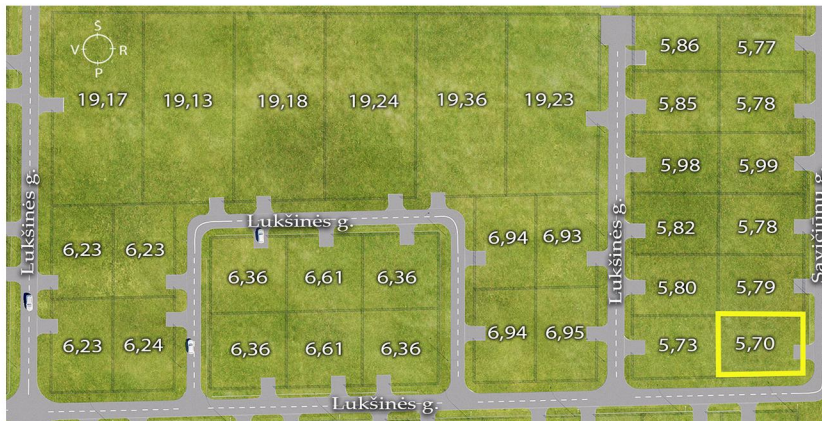 Š
V R
P
5,86 5,77
19,17 19,13 19,18 19,24 19,36 19,23
5,85 5,78
5,98 5,99
Lukšinės g.
Lukšinės g.
Lukšinės g.
Savičiūnų g.
6,23 6,23
6,94 6,93
5,82 5,78
6,36 6,61 6,36
5,80 5,79
6,23 6,24
6,36 6,61 6,36
6,94 6,95
5,73 5,70
Lukšinės g.